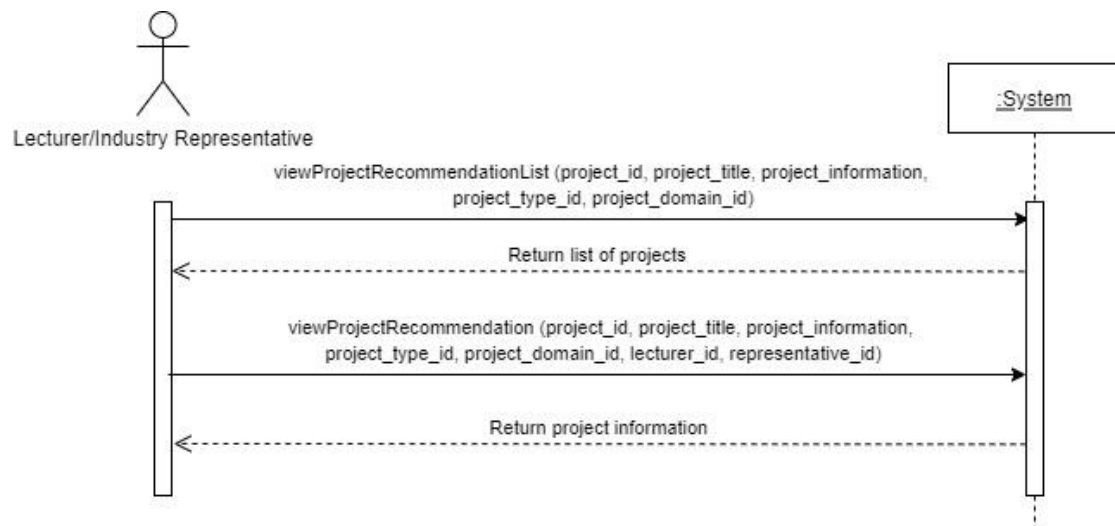 :System
Lecturer/Industry Representative
viewProjectRecommendationList (project_id, project_title, project_information,
project_type_id, project_domain_id)
Return list of projects
viewProjectRecommendation (project_id, project_title, project_information,
project_type_id, project_domain_id, lecturer_id, representative_id)
Return project information